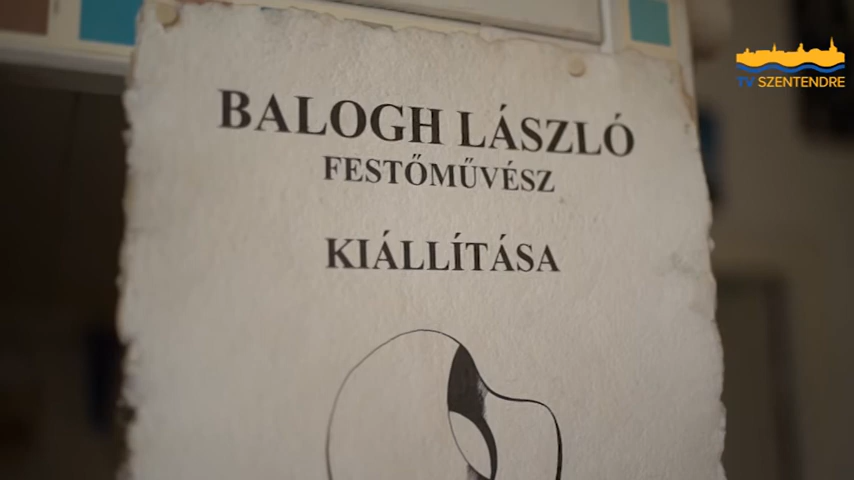 TV SZENTENDRE
BALOGH LÁSZLÓ
FESTŐMŰVÉSZ
KIÁLLÍTÁSA